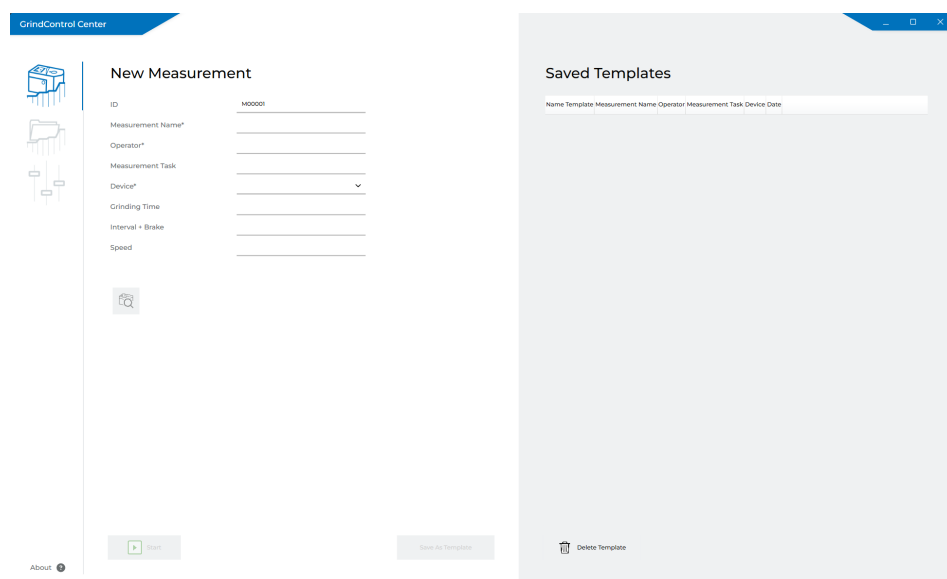 GrindControl Center
New Measurement
ID M00001
Measurement Name*
Operator*
Measurement Task
Device*
Grinding Time
Interval + Brake
Speed
Start
Save As Template
About ?
Saved Templates
Name Template Measurement Name Operator Measurement Task Device Date
Delete Template